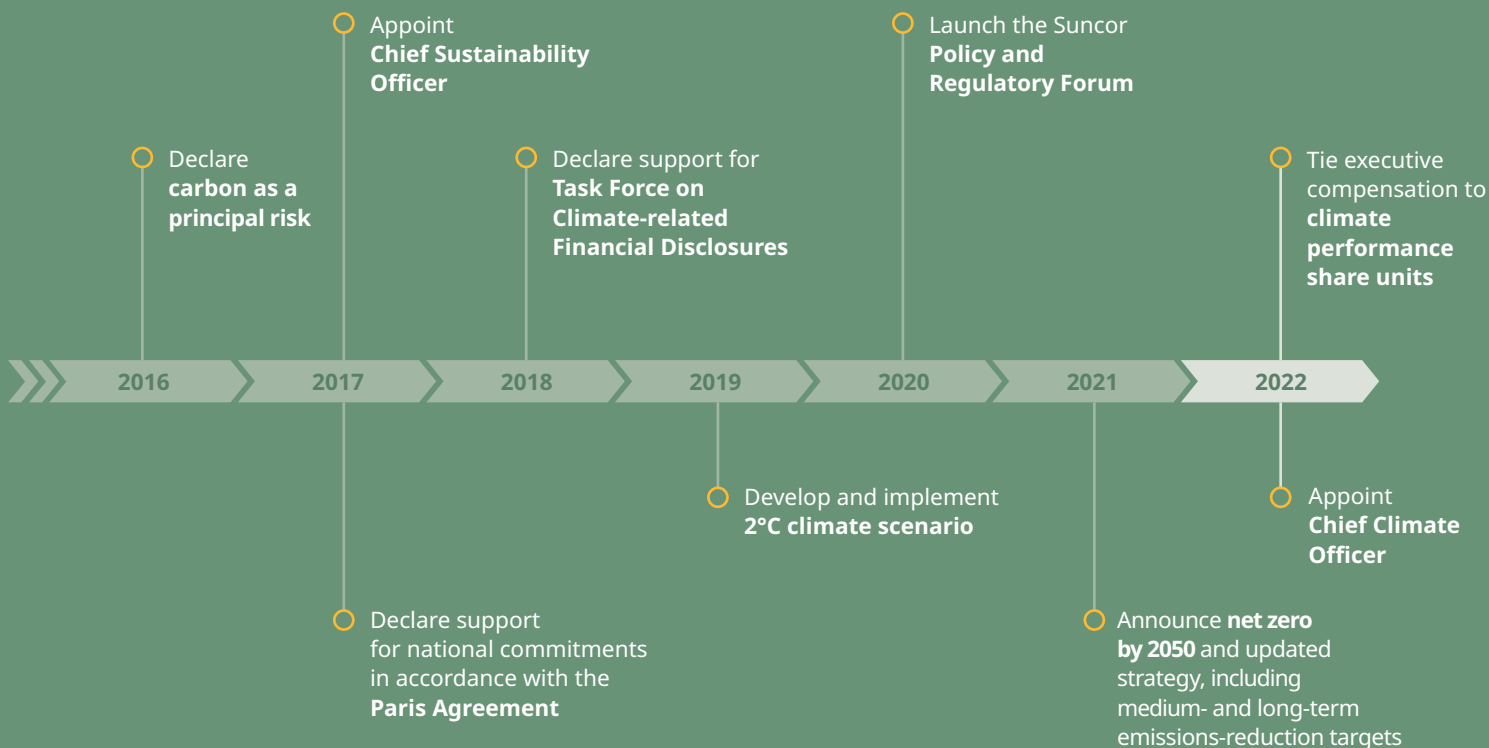 Appoint
Chief Sustainability
Officer
Launch the Suncor
Policy and
Regulatory Forum
Declare
carbon as a
principal risk
Declare support for
Task Force on
Climate-related
Financial Disclosures
Tie executive
compensation to
climate
performance
share units
2016
2017
2018
2019
2020
2021
2022
Develop and implement
2°C climate scenario
Appoint
Chief Climate
Officer
Declare support
for national commitments
in accordance with the
Paris Agreement
Announce net zero
by 2050 and updated
strategy, including
medium- and long-term
emissions-reduction targets